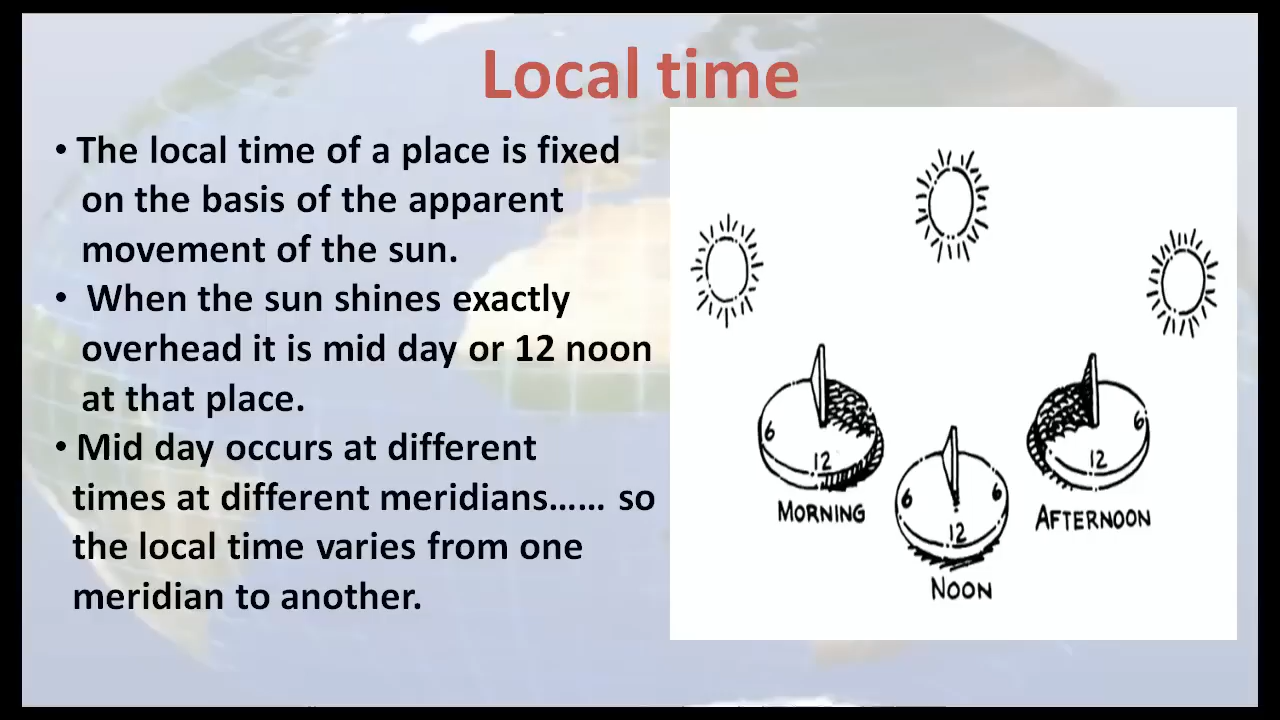 Local time
• The local time of a place is fixed
on the basis of the apparent
movement of the sun.
• When the sun shines exactly
overhead it is mid day or 12 noon
at that place.
• Mid day occurs at different
times at different meridians...... so
the local time varies from one
meridian to another.
6
12
MORNING
6 6
12
NOON
6
12
AFTERNOON